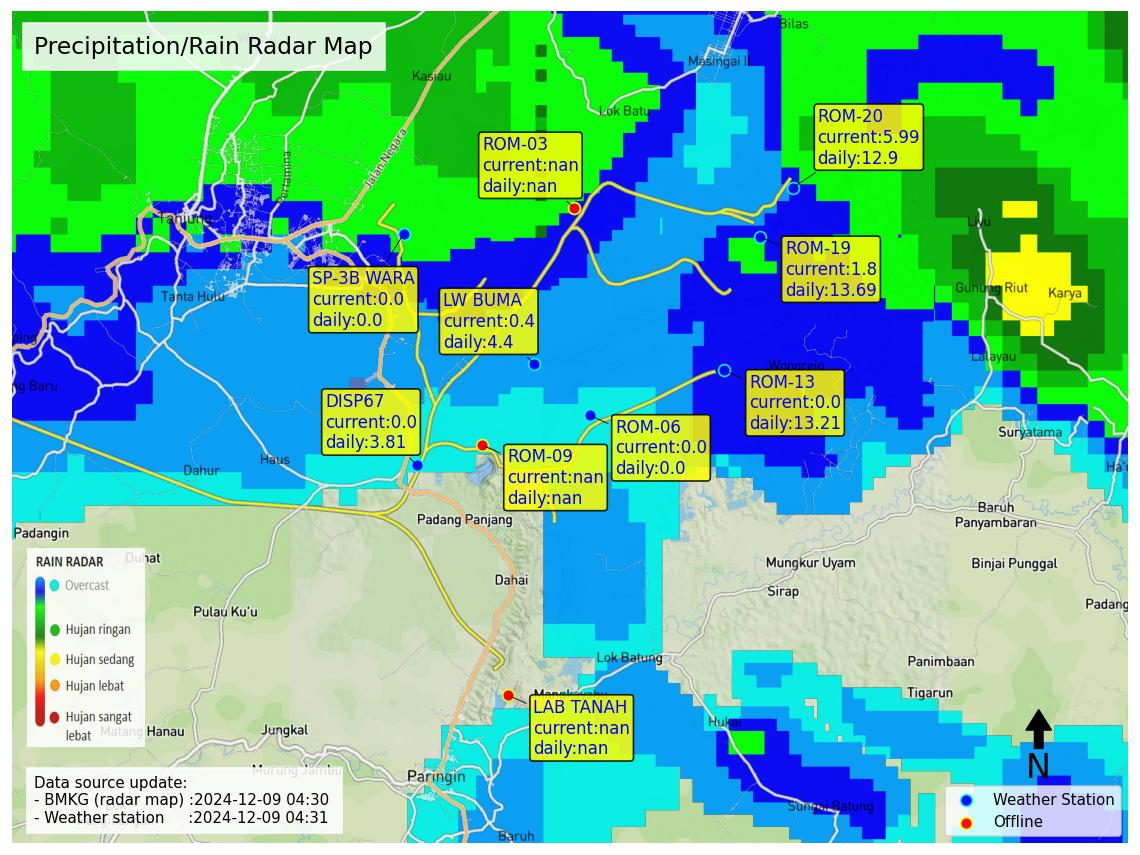 Precipitation/Rain Radar Map
Bilas
Masingai II
Kasiau
Lok Batu
Jalan Negara
Pertamina
ROM-20
current:5.99
daily:12.9
ROM-03
current:nan
daily:nan
Tanjung
Liyu
ROM-19
current:1.8
daily:13.69
SP-3B WARA
current:0.0
daily:0.0
LW BUMA
current:0.4
daily:4.4
Tanta Hulu
Gunung Riut
Karya
Lalayau
Wonorejo
ng Baru
ROM-13
current:0.0
daily:13.21
DISP67
current:0.0
daily:3.81
ROM-06
current:0.0
daily:0.0
Suryatama
ROM-09
current:nan
daily:nan
Haus
Dahur
Padangin
Padang Panjang
Baruh
Panyambaran
Duhat
Mungkur Uyam
Binjai Punggal
Dahai
Sirap
Padang
Pulau Ku'u
RAIN RADAR
Overcast
Hujan ringan
Hujan sedang
Hujan lebat
Hujan sangat
lebat
Lok Batung
Panimbaan
Tigarun
LAB TANAH
current:nan
daily:nan
Hukai
Matang Hanau
Jungkal
Murung Jambu
Paringin
Sungai Batung
Baruh
N
Data source update:
- BMKG (radar map) :2024-12-09 04:30
- Weather station :2024-12-09 04:31
Weather Station
Offline